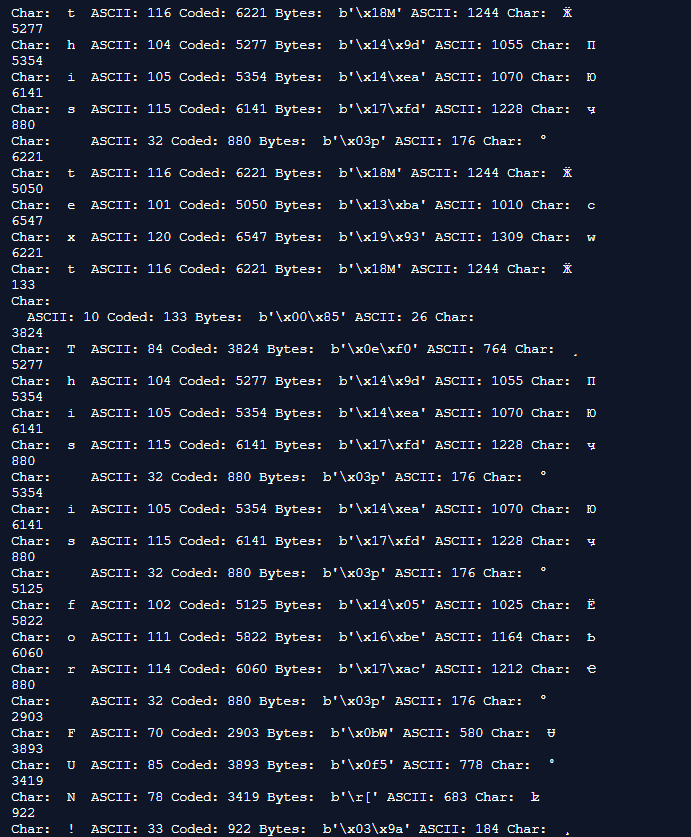 Char: t ASCII: 116 Coded: 6221 Bytes: b'\x18M' ASCII: 1244 Char: Ӝ
5277
Char: h ASCII: 104 Coded: 5277 Bytes: b'\x14\x9d' ASCII: 1055 Char: П
5354
Char: i ASCII: 105 Coded: 5354 Bytes: b'\x14\xea' ASCII: 1070 Char: Ю
6141
Char: s ASCII: 115 Coded: 6141 Bytes: b'\x17\xfd' ASCII: 1228 Char: ӌ
880
Char: ASCII: 32 Coded: 880 Bytes: b'\x03p' ASCII: 176 Char: °
6221
Char: t ASCII: 116 Coded: 6221 Bytes: b'\x18M' ASCII: 1244 Char: Ӝ
5050
Char: e ASCII: 101 Coded: 5050 Bytes: b'\x13\xba' ASCII: 1010 Char: ϲ
6547
Char: x ASCII: 120 Coded: 6547 Bytes: b'\x19\x93' ASCII: 1309 Char: ԝ
6221
Char: t ASCII: 116 Coded: 6221 Bytes: b'\x18M' ASCII: 1244 Char: Ӝ
133
Char:
ASCII: 10 Coded: 133 Bytes: b'\x00\x85' ASCII: 26 Char:
3824
Char: T ASCII: 84 Coded: 3824 Bytes: b'\x0e\xf0' ASCII: 764 Char: ˼
5277
Char: h ASCII: 104 Coded: 5277 Bytes: b'\x14\x9d' ASCII: 1055 Char: П
5354
Char: i ASCII: 105 Coded: 5354 Bytes: b'\x14\xea' ASCII: 1070 Char: Ю
6141
Char: s ASCII: 115 Coded: 6141 Bytes: b'\x17\xfd' ASCII: 1228 Char: ӌ
880
Char: ASCII: 32 Coded: 880 Bytes: b'\x03p' ASCII: 176 Char: °
5354
Char: i ASCII: 105 Coded: 5354 Bytes: b'\x14\xea' ASCII: 1070 Char: Ю
6141
Char: s ASCII: 115 Coded: 6141 Bytes: b'\x17\xfd' ASCII: 1228 Char: ӌ
880
Char: ASCII: 32 Coded: 880 Bytes: b'\x03p' ASCII: 176 Char: °
5125
Char: f ASCII: 102 Coded: 5125 Bytes: b'\x14\x05' ASCII: 1025 Char: Ё
5822
Char: o ASCII: 111 Coded: 5822 Bytes: b'\x16\xbe' ASCII: 1164 Char: Ҍ
6060
Char: r ASCII: 114 Coded: 6060 Bytes: b'\x17\xac' ASCII: 1212 Char: Ҽ
880
Char: ASCII: 32 Coded: 880 Bytes: b'\x03p' ASCII: 176 Char: °
2903
Char: F ASCII: 70 Coded: 2903 Bytes: b'\x0bW' ASCII: 580 Char: Ʉ
3893
Char: U ASCII: 85 Coded: 3893 Bytes: b'\x0f5' ASCII: 778 Char: ̊
3419
Char: N ASCII: 78 Coded: 3419 Bytes: b'\r[' ASCII: 683 Char: ʫ
922
Char: ! ASCII: 33 Coded: 922 Bytes: b'\x03\x9a' ASCII: 184 Char: ¸